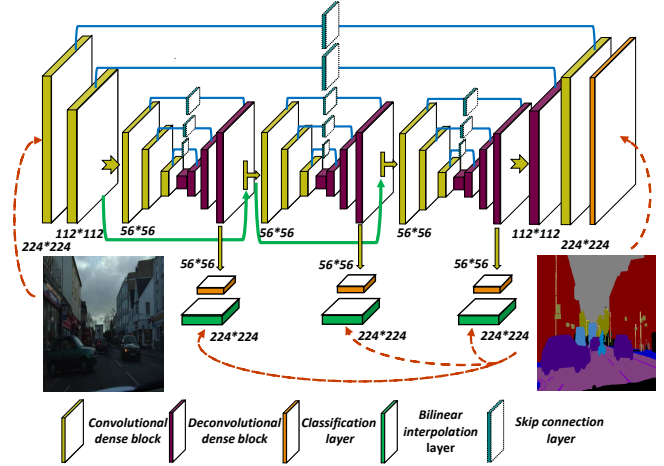 112*112
56*56
56*56
56*56
112*112
224*224
224*224
56*56
56*56
56*56
224*224
224*224
224*224
Convolutional
dense block
Deconvolutional
dense block
Classification
layer
Bilinear
interpolation
layer
Skip connection
layer